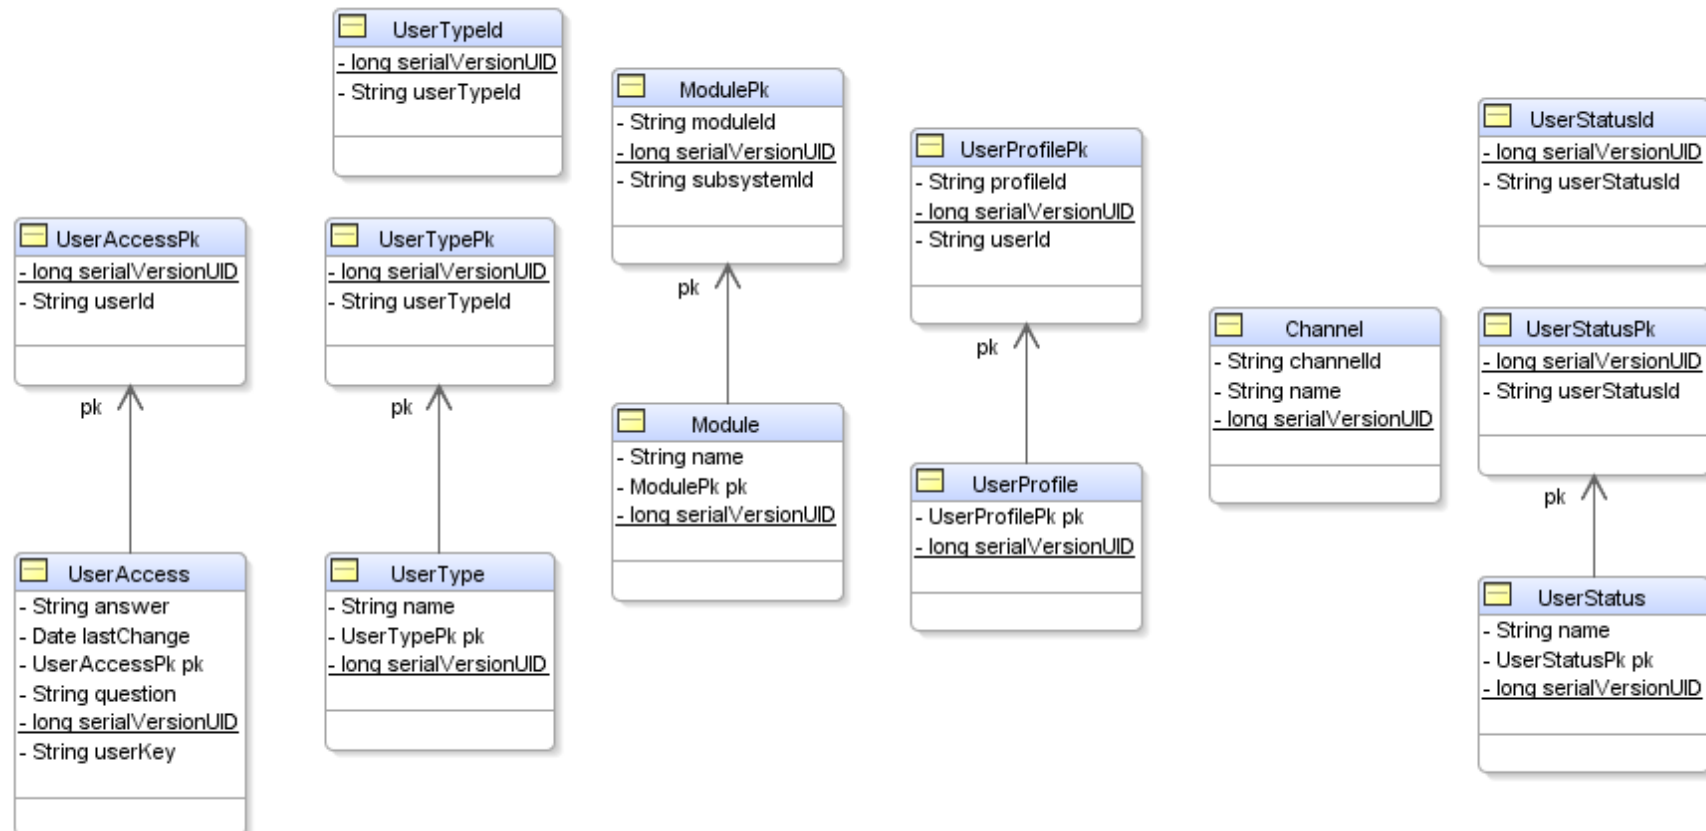 UserTypeId
- long serialVersionUID
- String userTypeId
ModulePk
- String moduleId
- long serialVersionUID
- String subsystemId
pk
Module
- String name
- ModulePk pk
- long serialVersionUID
UserProfilePk
- String profileId
- long serialVersionUID
- String userId
pk
UserProfile
- UserProfilePk pk
- long serialVersionUID
UserStatusId
- long serialVersionUID
- String userStatusId
UserAccessPk
- long serialVersionUID
- String userId
pk
UserAccess
- String answer
- Date lastChange
- UserAccessPk pk
- String question
- long serialVersionUID
- String userKey
UserTypePk
- long serialVersionUID
- String userTypeId
pk
UserType
- String name
- UserTypePk pk
- long serialVersionUID
Channel
- String channelId
- String name
- long serialVersionUID
UserStatusPk
- long serialVersionUID
- String userStatusId
pk
UserStatus
- String name
- UserStatusPk pk
- long serialVersionUID